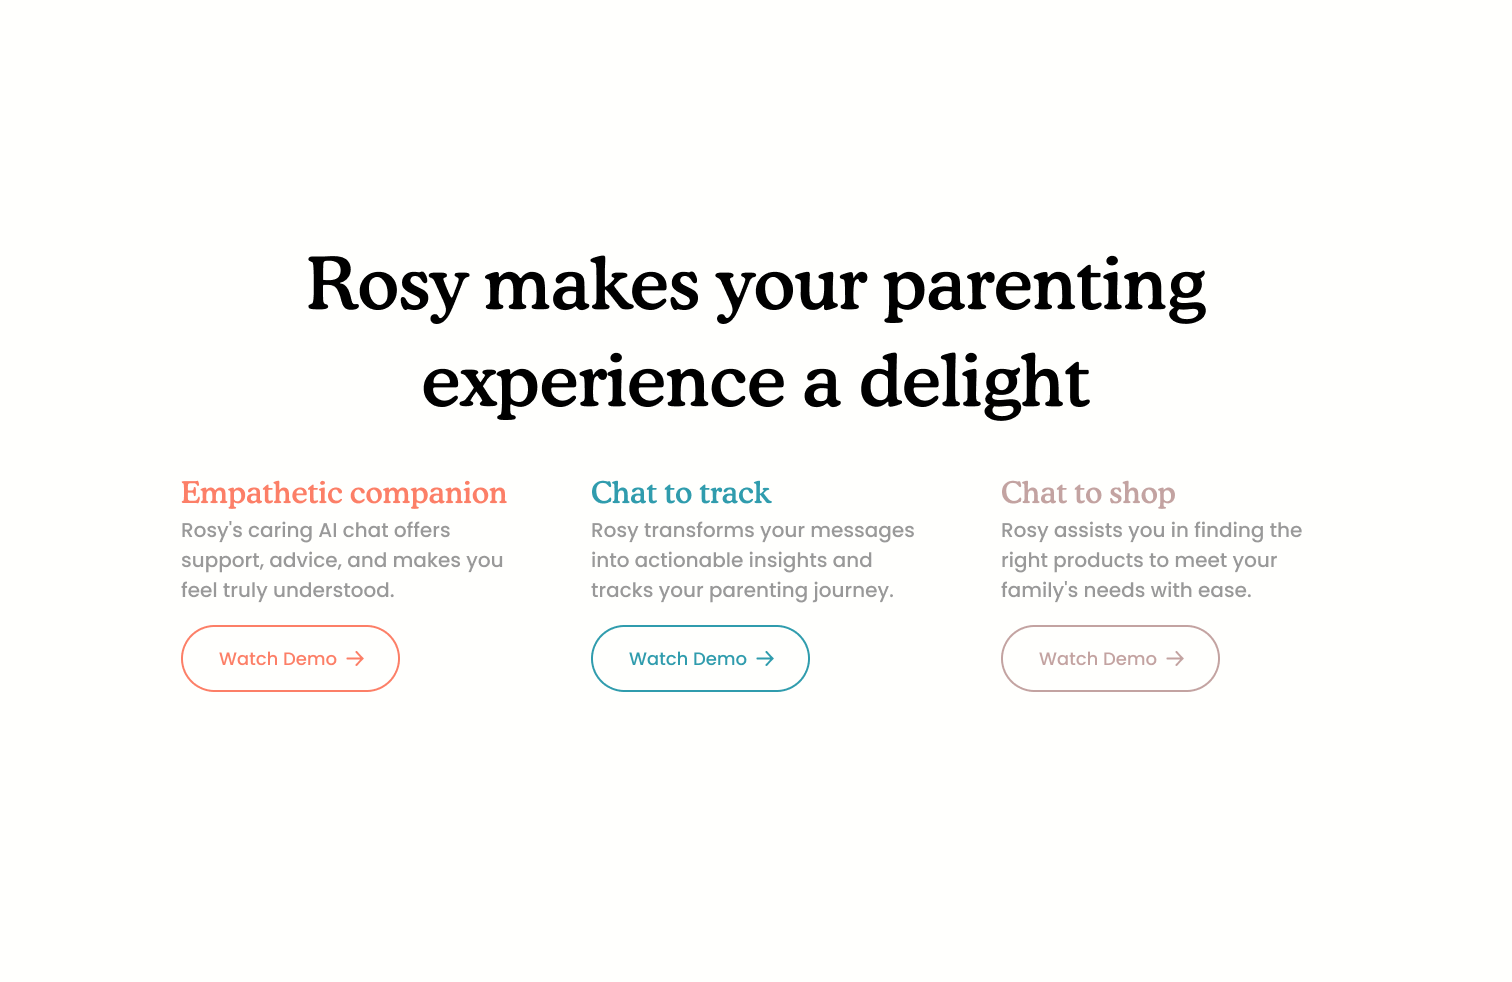 Rosy makes your parenting
experience a delight
Empathetic companion
Rosy's caring AI chat offers
support, advice, and makes you
feel truly understood.
Watch Demo →
Chat to track
Rosy transforms your messages
into actionable insights and
tracks your parenting journey.
Watch Demo →
Chat to shop
Rosy assists you in finding the
right products to meet your
family's needs with ease.
Watch Demo →